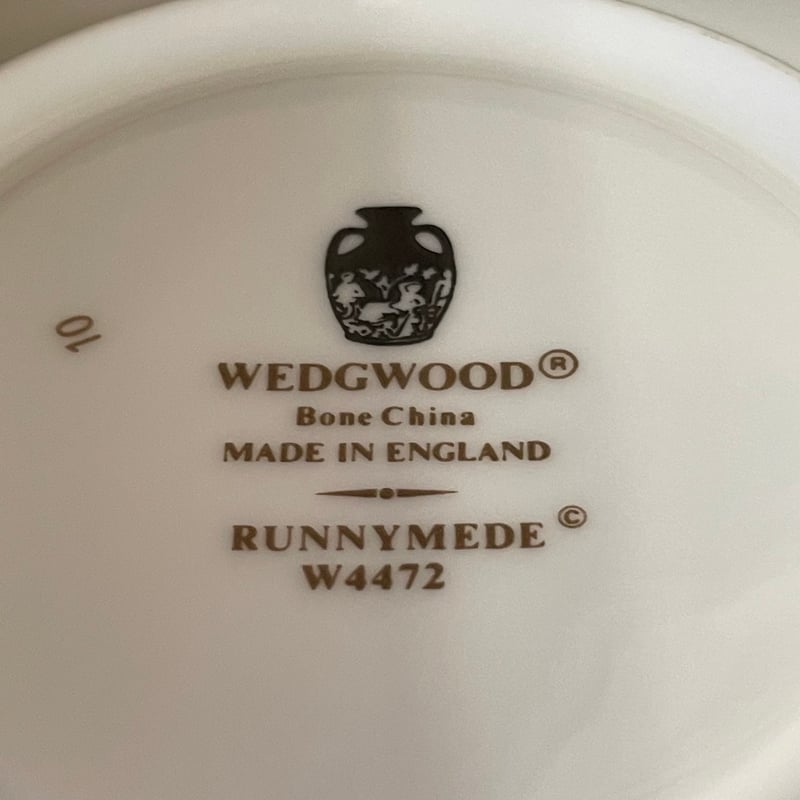 WEDGWOOD®
Bone China
MADE IN ENGLAND
RUNNYMEDE ©
W4472
10